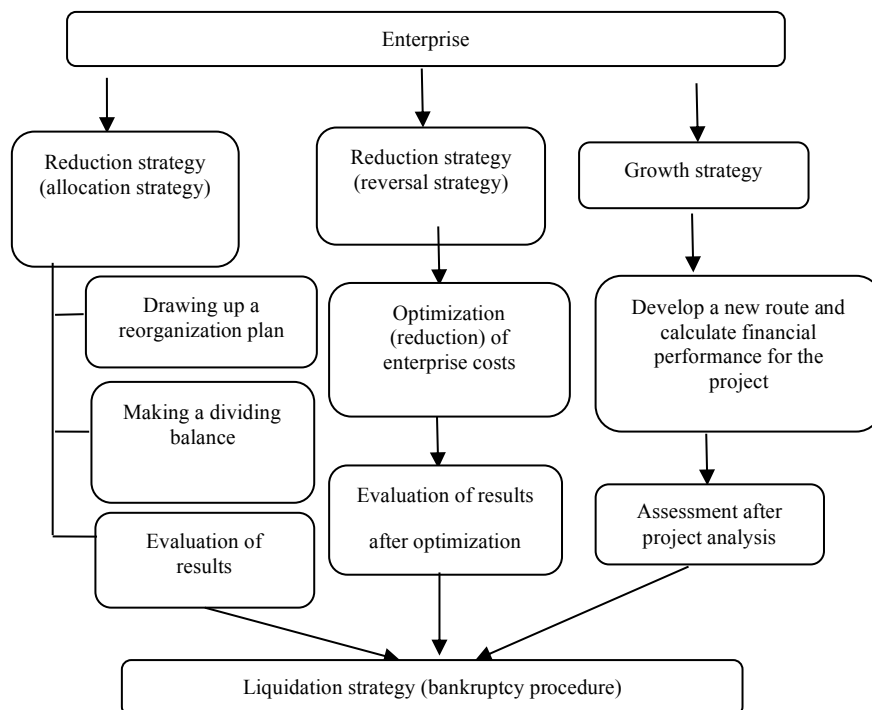 Enterprise
Reduction strategy
(allocation strategy)
Drawing up a
reorganization plan
Making a dividing
balance
Evaluation of
results
Reduction strategy
(reversal strategy)
Optimization
(reduction) of
enterprise costs
Evaluation of results
after optimization
Growth strategy
Develop a new route and
calculate financial
performance for the
project
Assessment after
project analysis
Liquidation strategy (bankruptcy procedure)